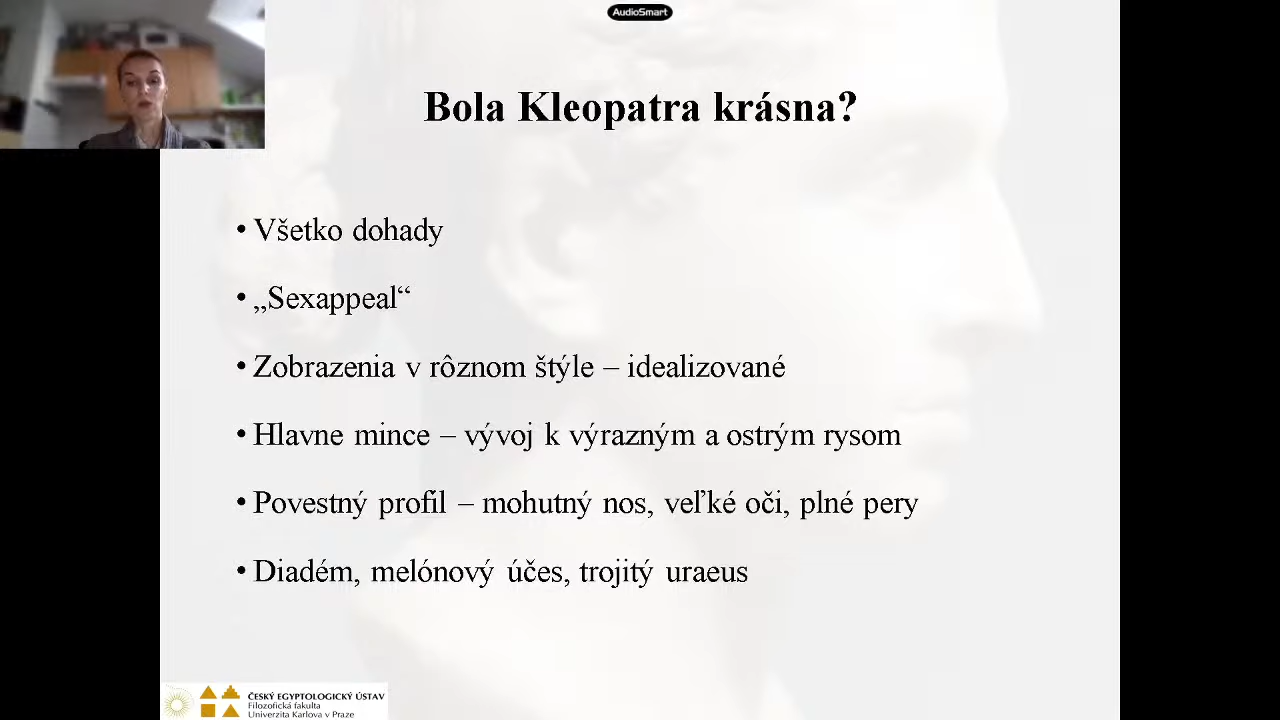 AudioSmart
Bola Kleopatra krásna?
• Všetko dohady
• „Sexappeal“
• Zobrazenia v rôznom štýle – idealizované
• Hlavne mince – vývoj k výrazným a ostrým rysom
• Povestný profil – mohutný nos, veľké oči, plné pery
• Diadém, melónový účes, trojitý uraeus
ČESKÝ EGYPTOLOGICKÝ ÚSTAV
Filozofická fakulta
Univerzita Karlova v Praze